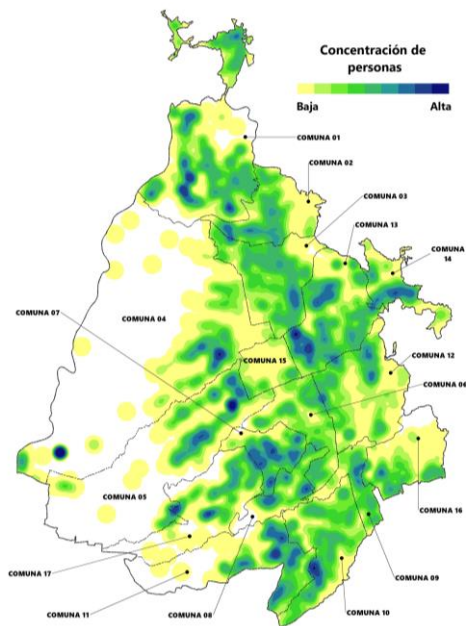 Concentración de
personas
Baja
Alta
COMUNA 01
COMUNA 02
COMUNA 03
COMUNA 13
COMUNA
14
COMUNA 07
COMUNA 04
COMUNA 15
COMUNA 12
COMUNA 06
COMUNA 05
COMUNA 16
COMUNA 17
COMUNA 09
COMUNA 11
COMUNA 08
COMUNA 10